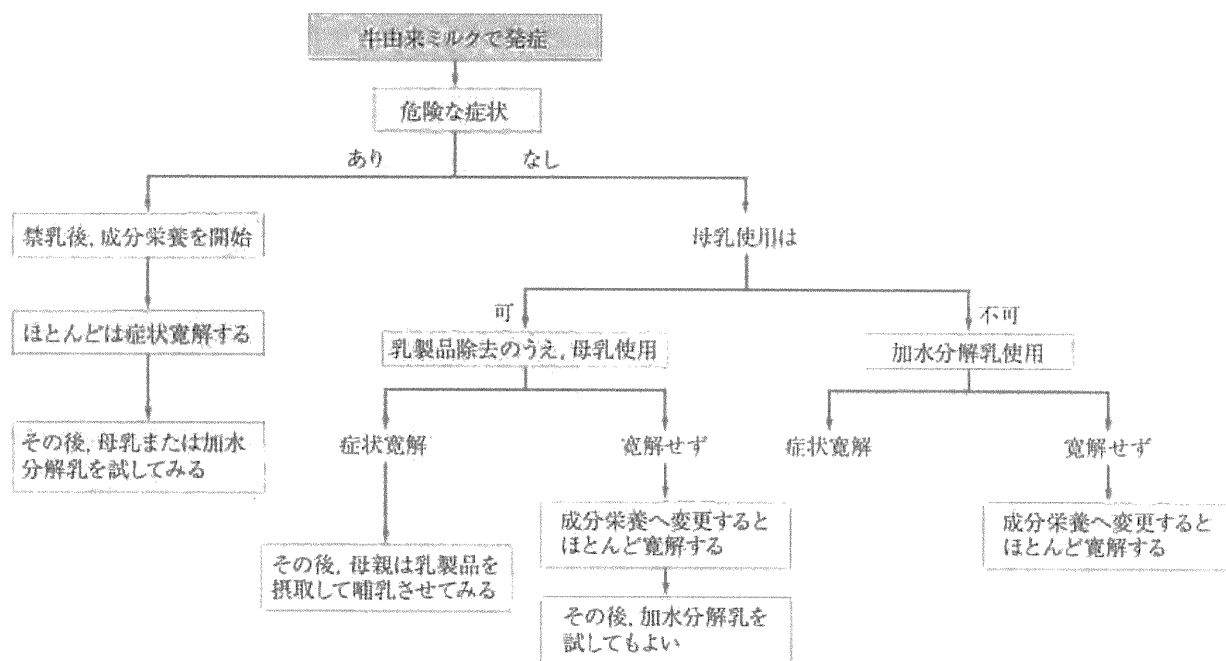 牛由来ミルクで発症
危険な症状
あり
なし
禁乳後,成分栄養を開始
母乳使用は
ほとんどは症状寛解する
可
不可
乳製品除去のうえ,母乳使用
加水分解乳使用
その後,母乳または加水
分解乳を試してみる
症状寛解
寛解せず
症状寛解
寛解せず
その後,母親は乳製品を
摂取して哺乳させてみる
成分栄養へ変更すると
ほとんど寛解する
成分栄養へ変更すると
ほとんど寛解する
その後,加水分解乳を
試してもよい